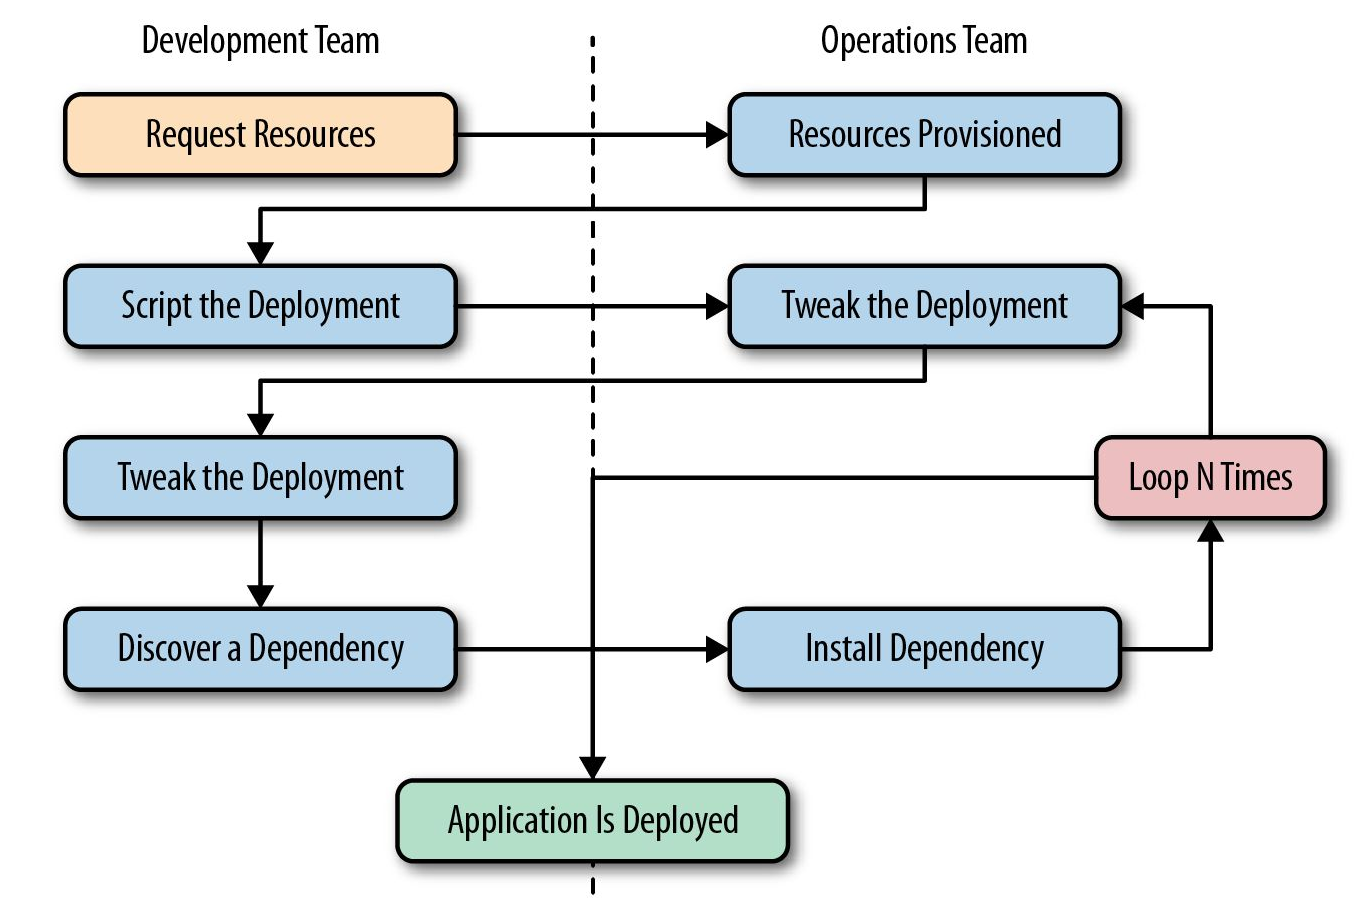 Development Team
Operations Team
Request Resources
Resources Provisioned
Script the Deployment
Tweak the Deployment
Tweak the Deployment
Loop N Times
Discover a Dependency
Install Dependency
Application Is Deployed